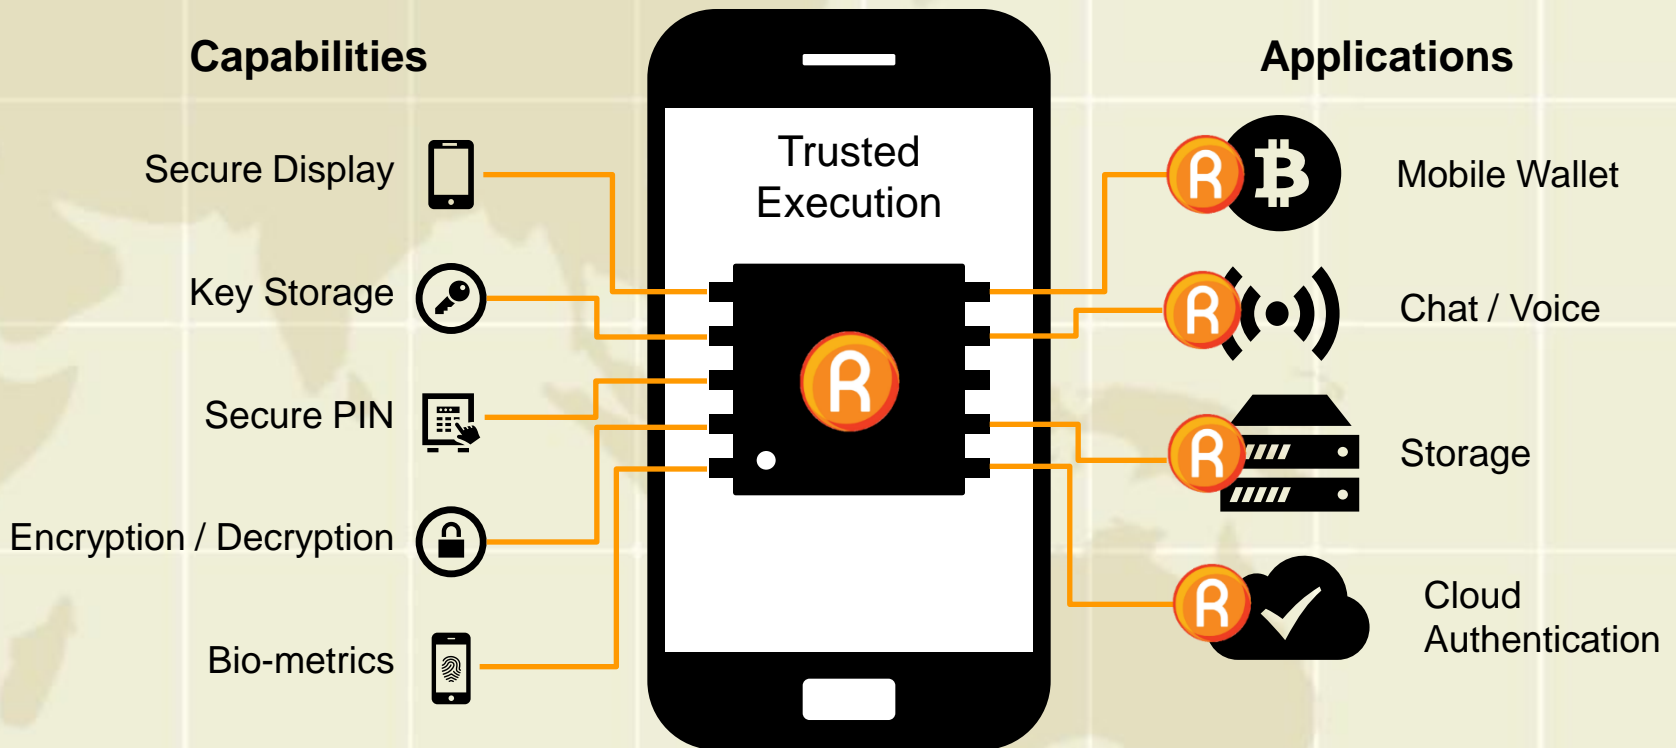 Capabilities
Secure Display
Key Storage
Secure PIN
Encryption / Decryption
Bio-metrics
Trusted
Execution
R
Applications
R
Mobile Wallet
R
Chat / Voice
R
Storage
R
Cloud
Authentication